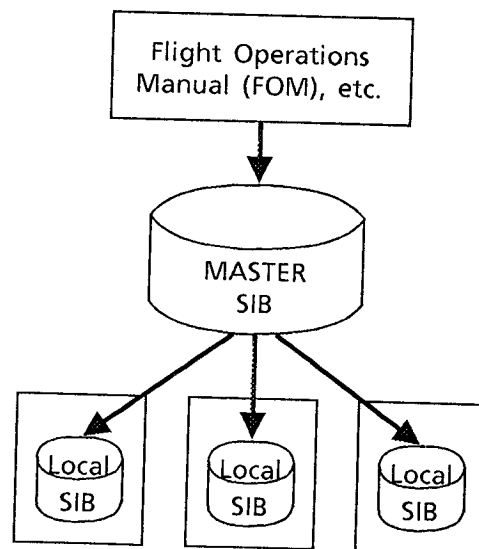 Flight Operations
Manual (FOM), etc.
MASTER
SIB
Local
SIB
Local
SIB
Local
SIB